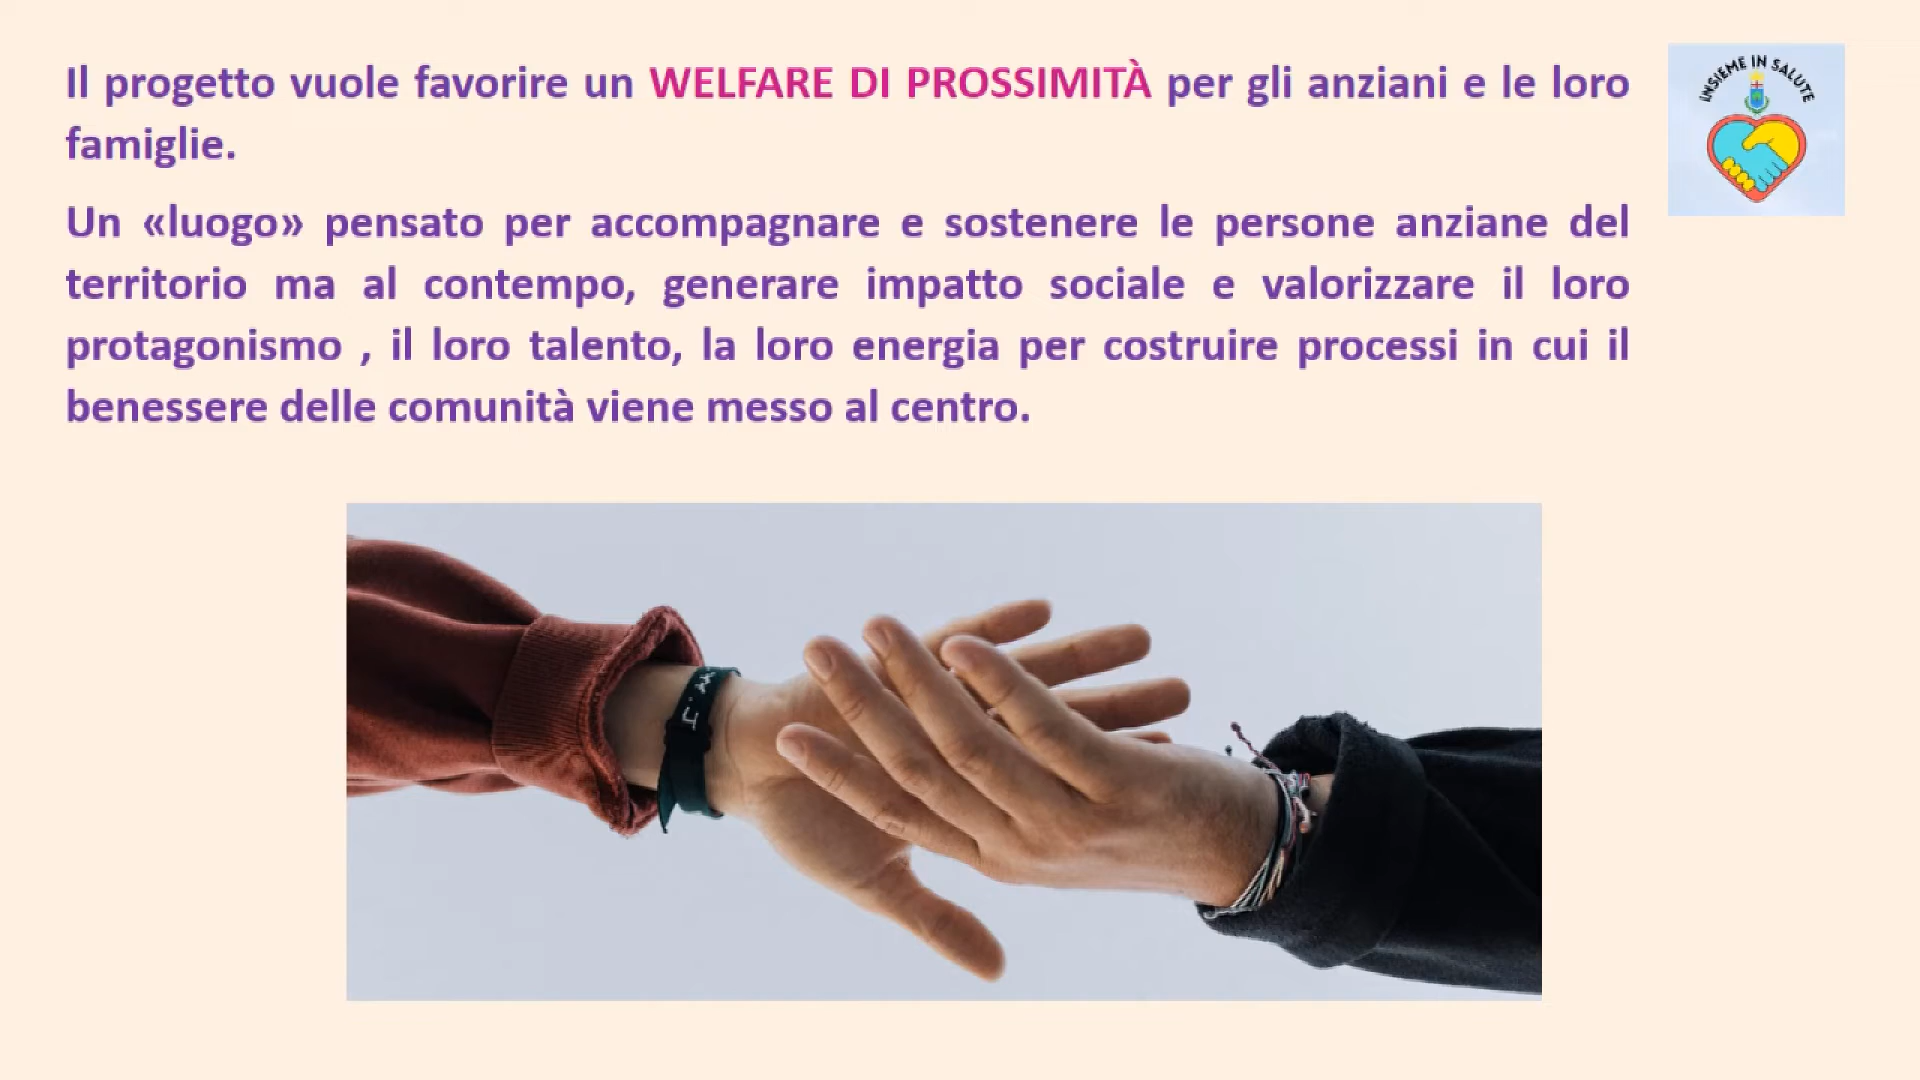 Il progetto vuole favorire un WELFARE DI PROSSIMITÀ per gli anziani e le loro
famiglie.
Un «luogo» pensato per accompagnare e sostenere le persone anziane del
territorio ma al contempo, generare impatto sociale e valorizzare il loro
protagonismo , il loro talento, la loro energia per costruire processi in cui il
benessere delle comunità viene messo al centro.
INSIEME IN SALUTE